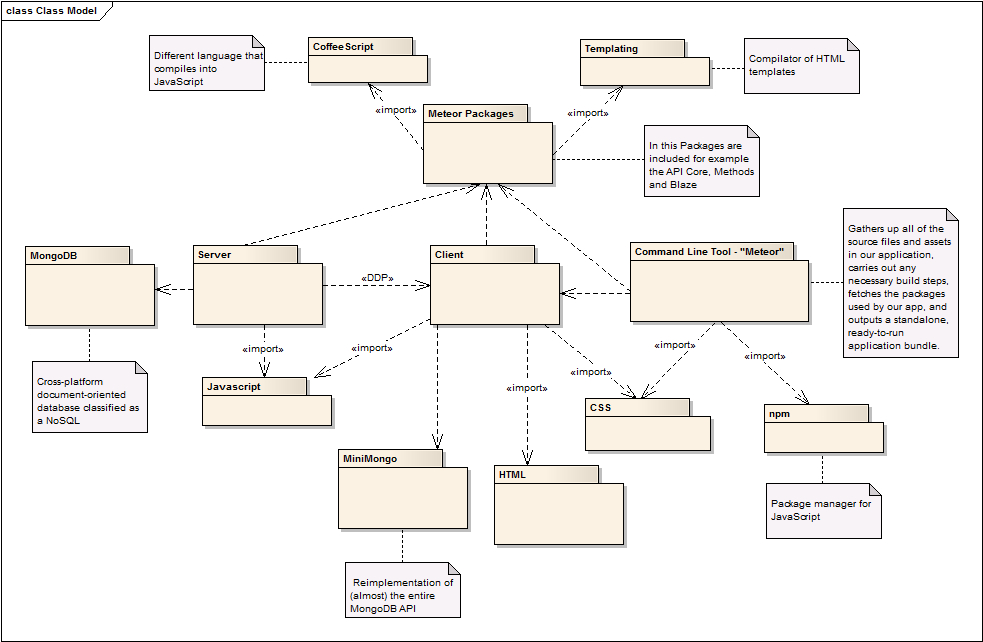 class Class Model
Different language that
compiles into
JavaScript
CoffeeScript
Templating
Compilator of HTML
templates
«import»
«import»
Meteor Packages
In this Packages are
included for example
the API Core, Methods
and Blaze
MongoDB
Server
«DDP»
Client
Command Line Tool - "Meteor"
Gathers up all of the
source files and assets
in our application,
carries out any
necessary build steps,
fetches the packages
used by our app, and
outputs a standalone,
ready-to-run
application bundle.
«import»
«import»
«import»
«import»
«import»
«import»
Cross-platform
document-oriented
database classified as
a NoSQL
Javascript
CSS
npm
MiniMongo
HTML
Package manager for
JavaScript
Reimplementation of
(almost) the entire
MongoDB API